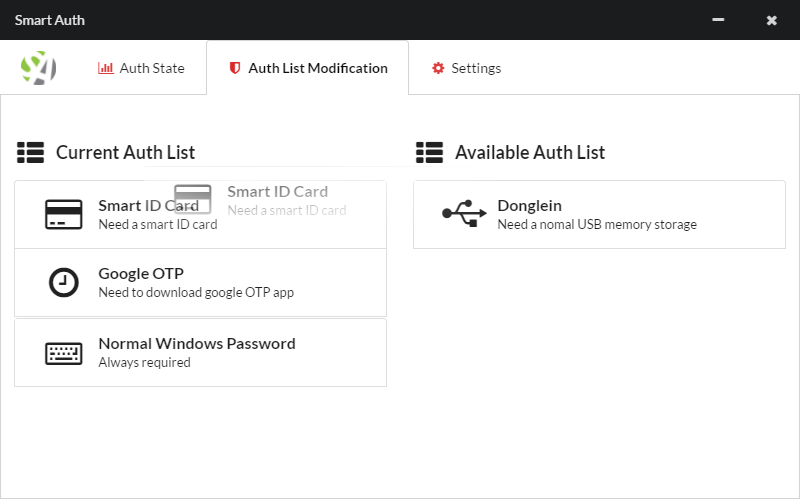 Smart Auth
Auth State
Auth List Modification
Settings
Current Auth List
Available Auth List
Smart ID Card
Need a smart ID card
Smart ID Card
Need a smart ID card
Donglein
Need a nomal USB memory storage
Google OTP
Need to download google OTP app
Normal Windows Password
Always required